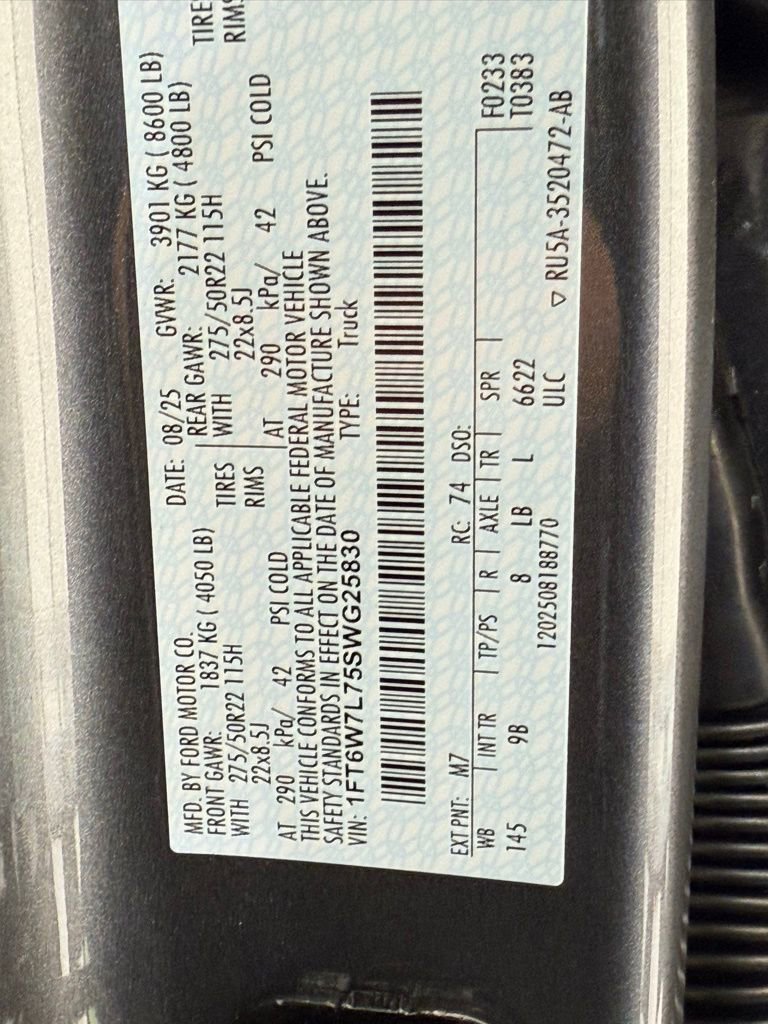 MFD. BY FORD MOTOR CO. DATE: 08/25 GVWR: 3901 KG ( 8600 LB)
FRONT GAWR: 1837 KG ( 4050 LB) REAR GAWR: 2177 KG ( 4800 LB)
WITH 275/50R22 115H TIRES WITH 275/50R22 115H TIRE
22x8.5J RIMS 22x8.5J RIMS
AT 290 kPa/ 42 PSI COLD AT 290 kPa/ 42 PSI COLD
THIS VEHICLE CONFORMS TO ALL APPLICABLE FEDERAL MOTOR VEHICLE
SAFETY STANDARDS IN EFFECT ON THE DATE OF MANUFACTURE SHOWN ABOVE.
VIN: 1FT6W7L75SWG25830 TYPE: Truck
EXT PNT: M7 RC: 74 DSO: F0233
WB INT TR TP/PS R AXLE TR SPR T0383
145 9B 8 LB L 6622
1202508188770 ULC ▽ RU5A-3520472-AB